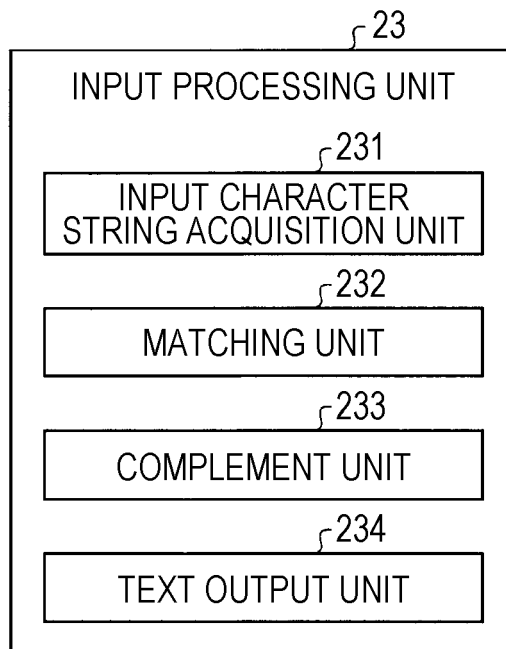 23
INPUT PROCESSING UNIT
231
INPUT CHARACTER
STRING ACQUISITION UNIT
232
MATCHING UNIT
233
COMPLEMENT UNIT
234
TEXT OUTPUT UNIT